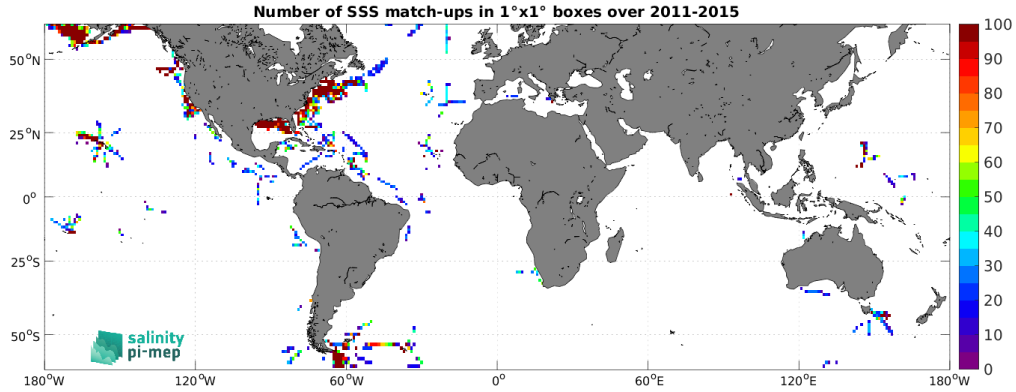 Number of SSS match-ups in 1°x1° boxes over 2011-2015
50°N
25°N
0°
25°S
50°S
180°W
120°W
60°W
0°
60°E
120°E
180°W
100
90
80
70
60
50
40
30
20
10
0
salinity
pi-mep